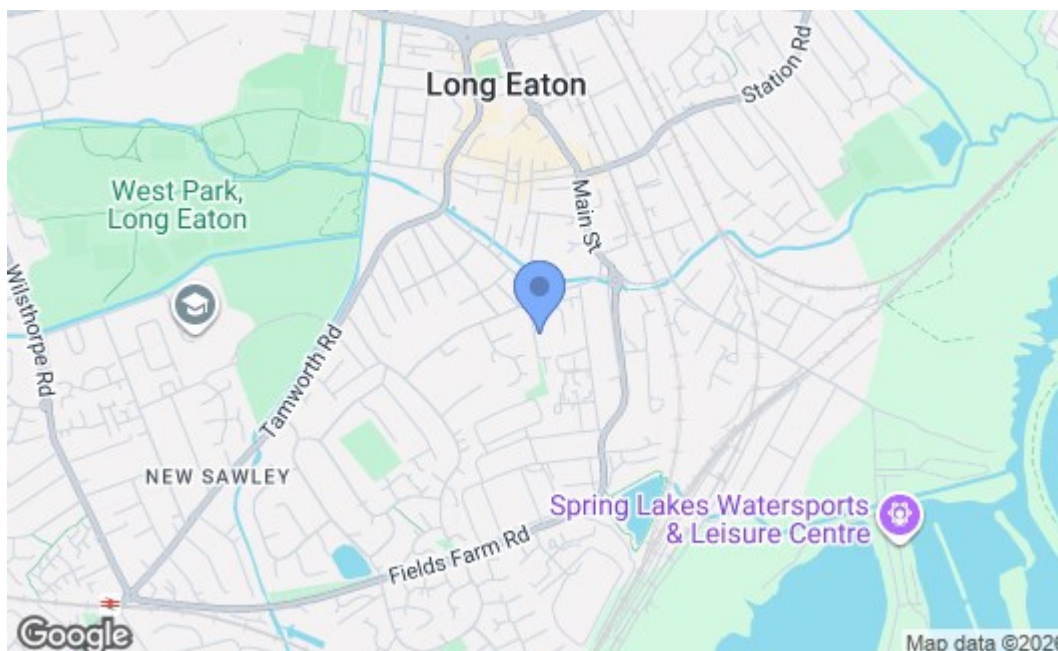 Long Eaton
Station Rd
West Park,
Long Eaton
Main St
Wilsthorpe Rd
Tamworth Rd
NEW SAWLEY
Spring Lakes Watersports
& Leisure Centre
Fields Farm Rd
Google
Map data ©2026